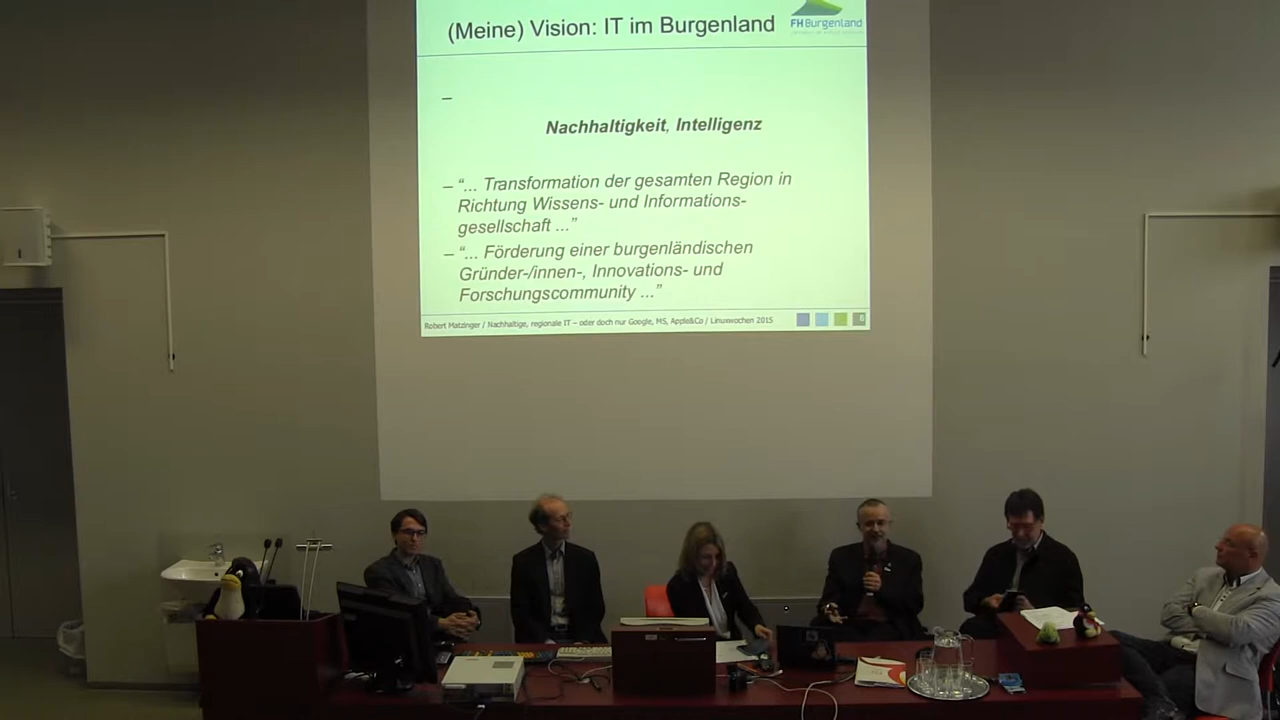 (Meine) Vision: IT im Burgenland
FH Burgenland
–
Nachhaltigkeit, Intelligenz
– “... Transformation der gesamten Region in
Richtung Wissens- und Informations-
gesellschaft ...”
– “... Förderung einer burgenländischen
Gründer-/innen-, Innovations- und
Forschungscommunity ...”
Robert Matzinger / Nachhaltige, regionale IT – oder doch nur Google, MS, Apple&Co / Linuxwochen 2015
6